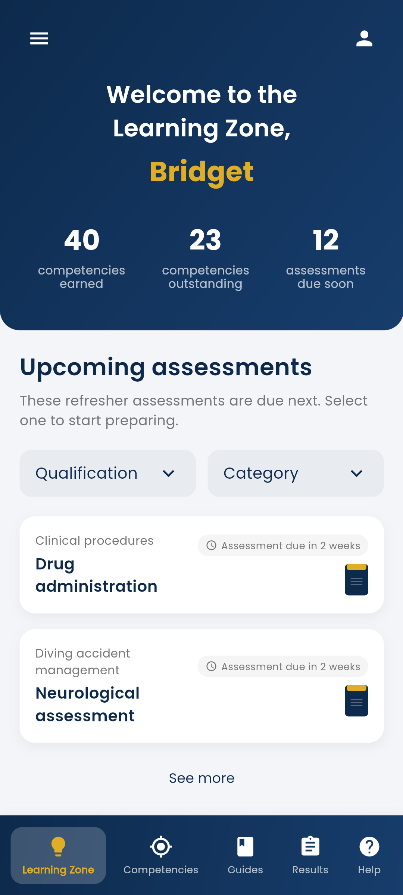 Welcome to the
Learning Zone,
Bridget
40
competencies
earned
23
competencies
outstanding
12
assessments
due soon
Upcoming assessments
These refresher assessments are due next. Select
one to start preparing.
Qualification
Category
Clinical procedures
Drug
administration
Assessment due in 2 weeks
Diving accident
management
Neurological
assessment
Assessment due in 2 weeks
See more
Learning Zone
Competencies
Guides
Results
Help